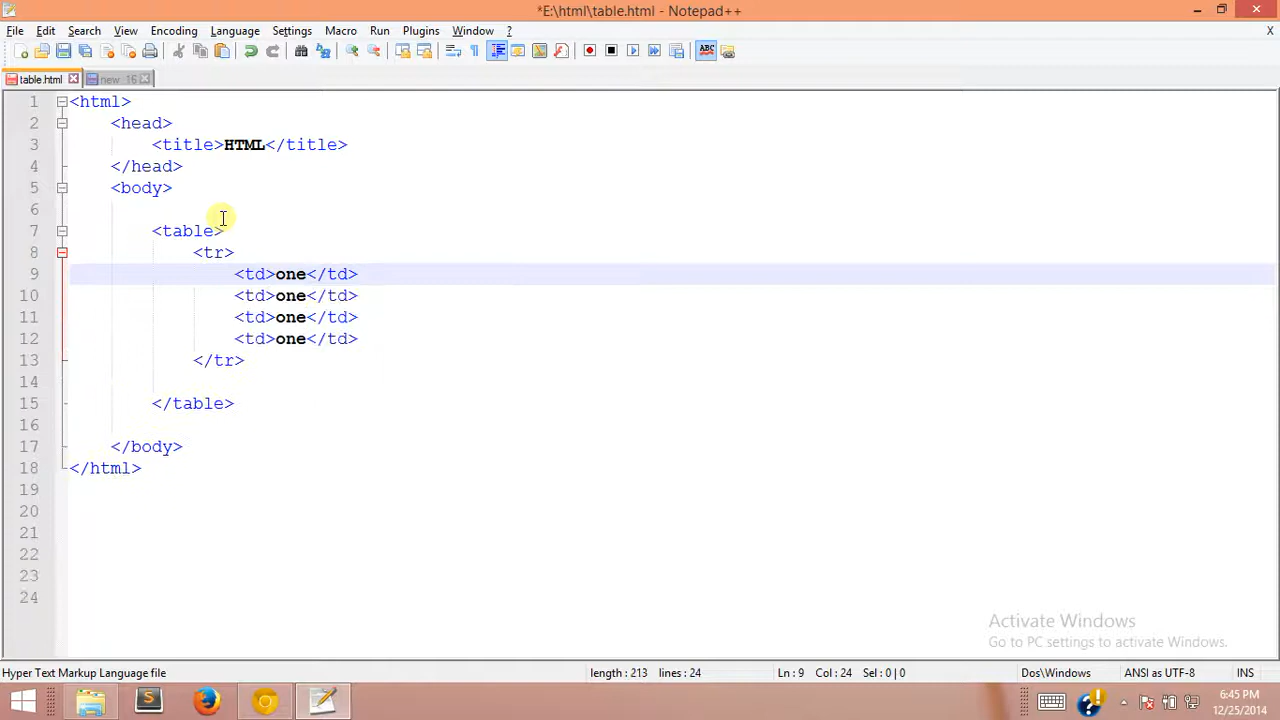 *E:\html\table.html - Notepad++
File Edit Search View Encoding Language Settings Macro Run Plugins Window ? X
table.html new 16
1 <html>
2 <head>
3 <title>HTML</title>
4 </head>
5 <body>
6
7 <table>
8 <tr>
9 <td>one</td>
10 <td>one</td>
11 <td>one</td>
12 <td>one</td>
13 </tr>
14
15 </table>
16
17 </body>
18 </html>
19
20
21
22
23
24
Activate Windows
Go to PC settings to activate Windows.
Hyper Text Markup Language file length : 213 lines : 24 Ln : 9 Col : 24 Sel : 0 | 0 Dos\Windows ANSI as UTF-8 INS
6:45 PM
12/25/2014